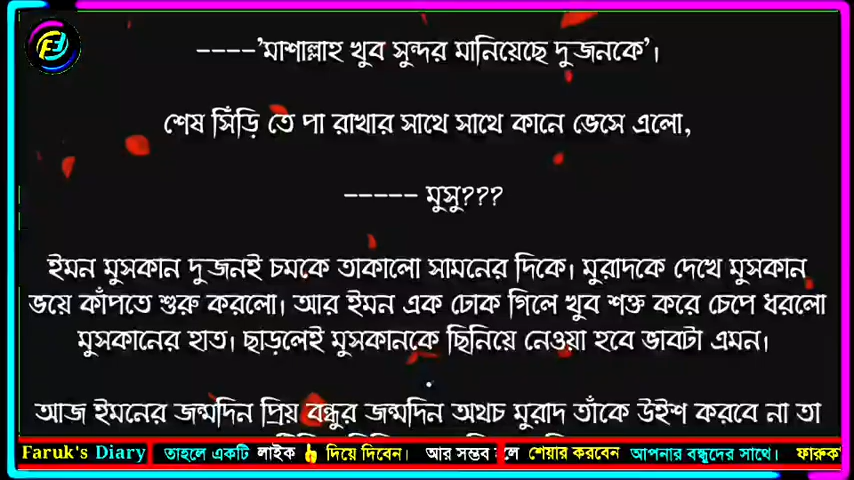 ----'মাশাল্লাহ খুব সুন্দর মানিয়েছে দুজনকে'।
শেষ সিঁড়ি তে পা রাখার সাথে সাথে কানে ভেসে এলো,
----- মুসু???
ইমন মুসকান দুজনই চমকে তাকালো সামনের দিকে। মুরাদকে দেখে মুসকান
ভয়ে কাঁপতে শুরু করলো। আর ইমন এক ঢোক গিলে খুব শক্ত করে চেপে ধরলো
মুসকানের হাত। ছাড়লেই মুসকানকে ছিনিয়ে নেওয়া হবে ভাবটা এমন।
আজ ইমনের জন্মদিন প্রিয় বন্ধুর জন্মদিন অথচ মুরাদ তাঁকে উইশ করবে না তা
Faruk's Diary তাহলে একটি লাইক 👆 দিয়ে দিবেন। আর সম্ভব লে শেয়ার করবেন আপনার বন্ধুদের সাথে। ফারুক